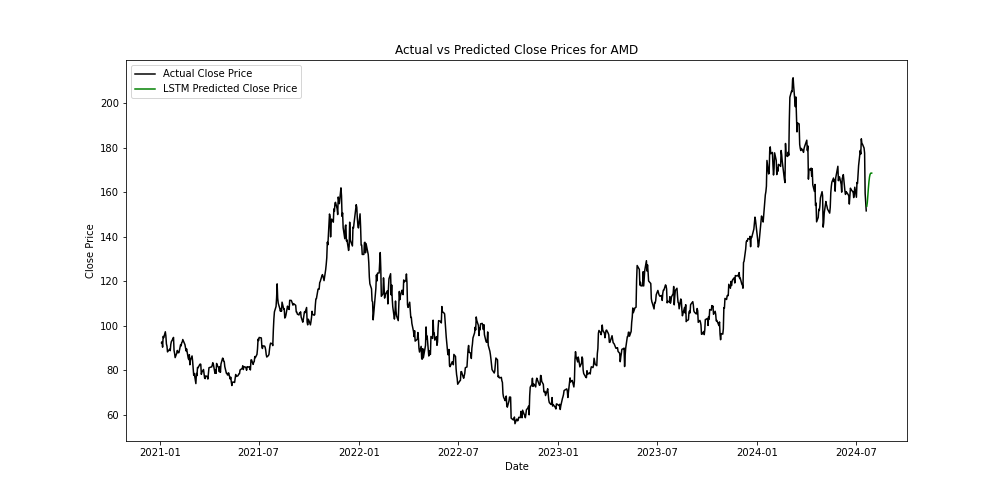 Actual vs Predicted Close Prices for AMD
Actual Close Price
LSTM Predicted Close Price
200
180
160
140
120
100
80
60
Close Price
2021-01 2021-07 2022-01 2022-07 2023-01 2023-07 2024-01 2024-07
Date